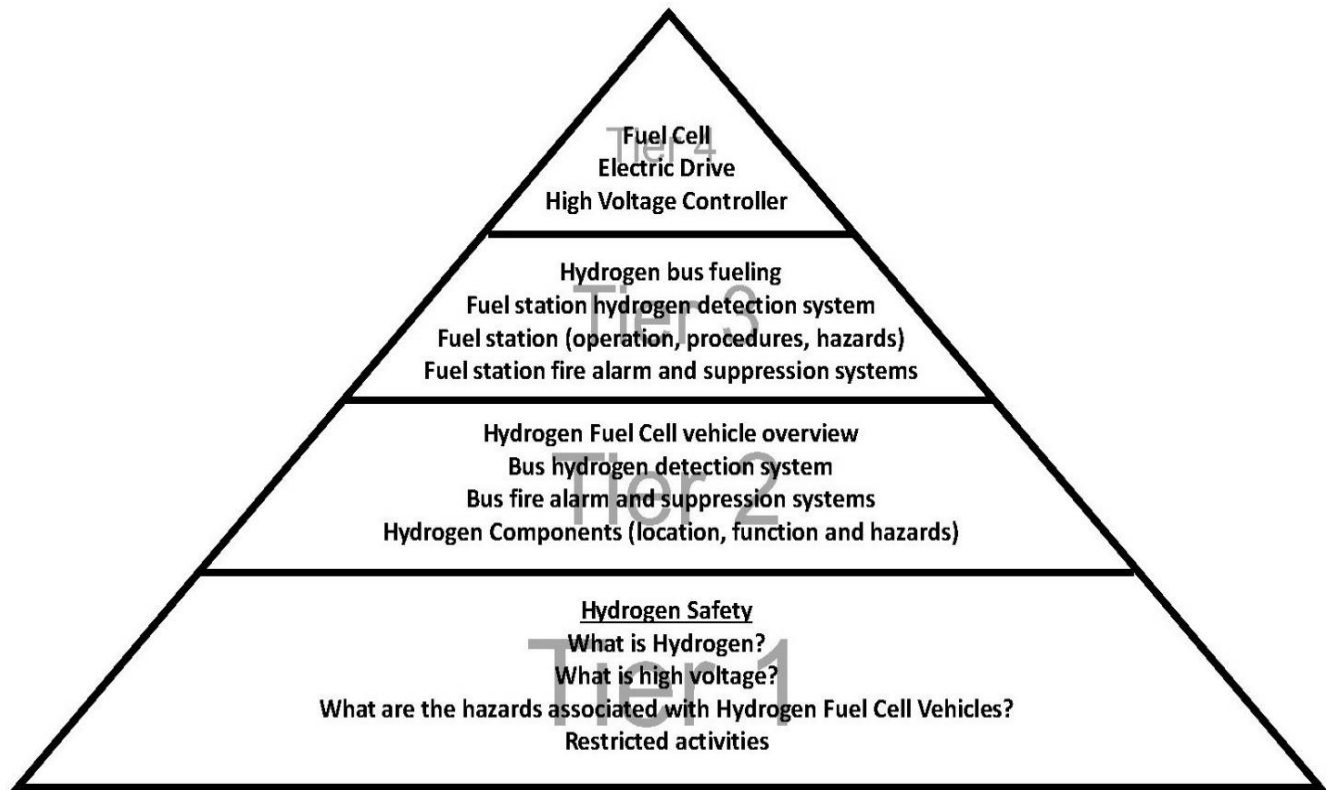 Tier 4
Fuel Cell
Electric Drive
High Voltage Controller
Tier 3
Hydrogen bus fueling
Fuel station hydrogen detection system
Fuel station (operation, procedures, hazards)
Fuel station fire alarm and suppression systems
Tier 2
Hydrogen Fuel Cell vehicle overview
Bus hydrogen detection system
Bus fire alarm and suppression systems
Hydrogen Components (location, function and hazards)
Tier 1
Hydrogen Safety
What is Hydrogen?
What is high voltage?
What are the hazards associated with Hydrogen Fuel Cell Vehicles?
Restricted activities